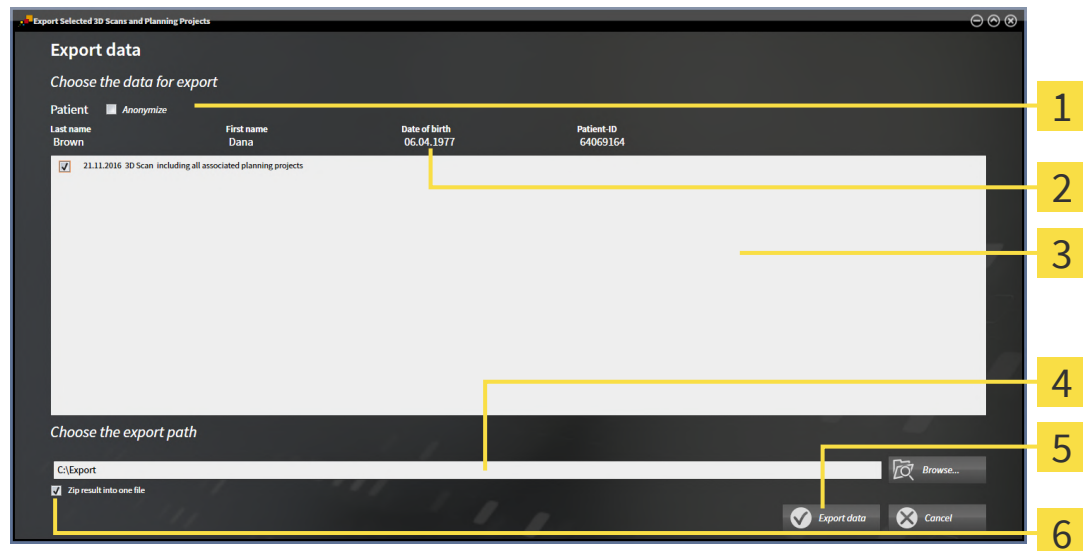 Export Selected 3D Scans and Planning Projects
Export data
Choose the data for export
Patient Anonymize
1
Last name First name Date of birth Patient-ID
Brown Dana 06.04.1977 64069164
21.11.2016 3D Scan including all associated planning projects
2
3
4
Choose the export path
5
C:\Export Browse...
Zip result into one file
Export data Cancel
6